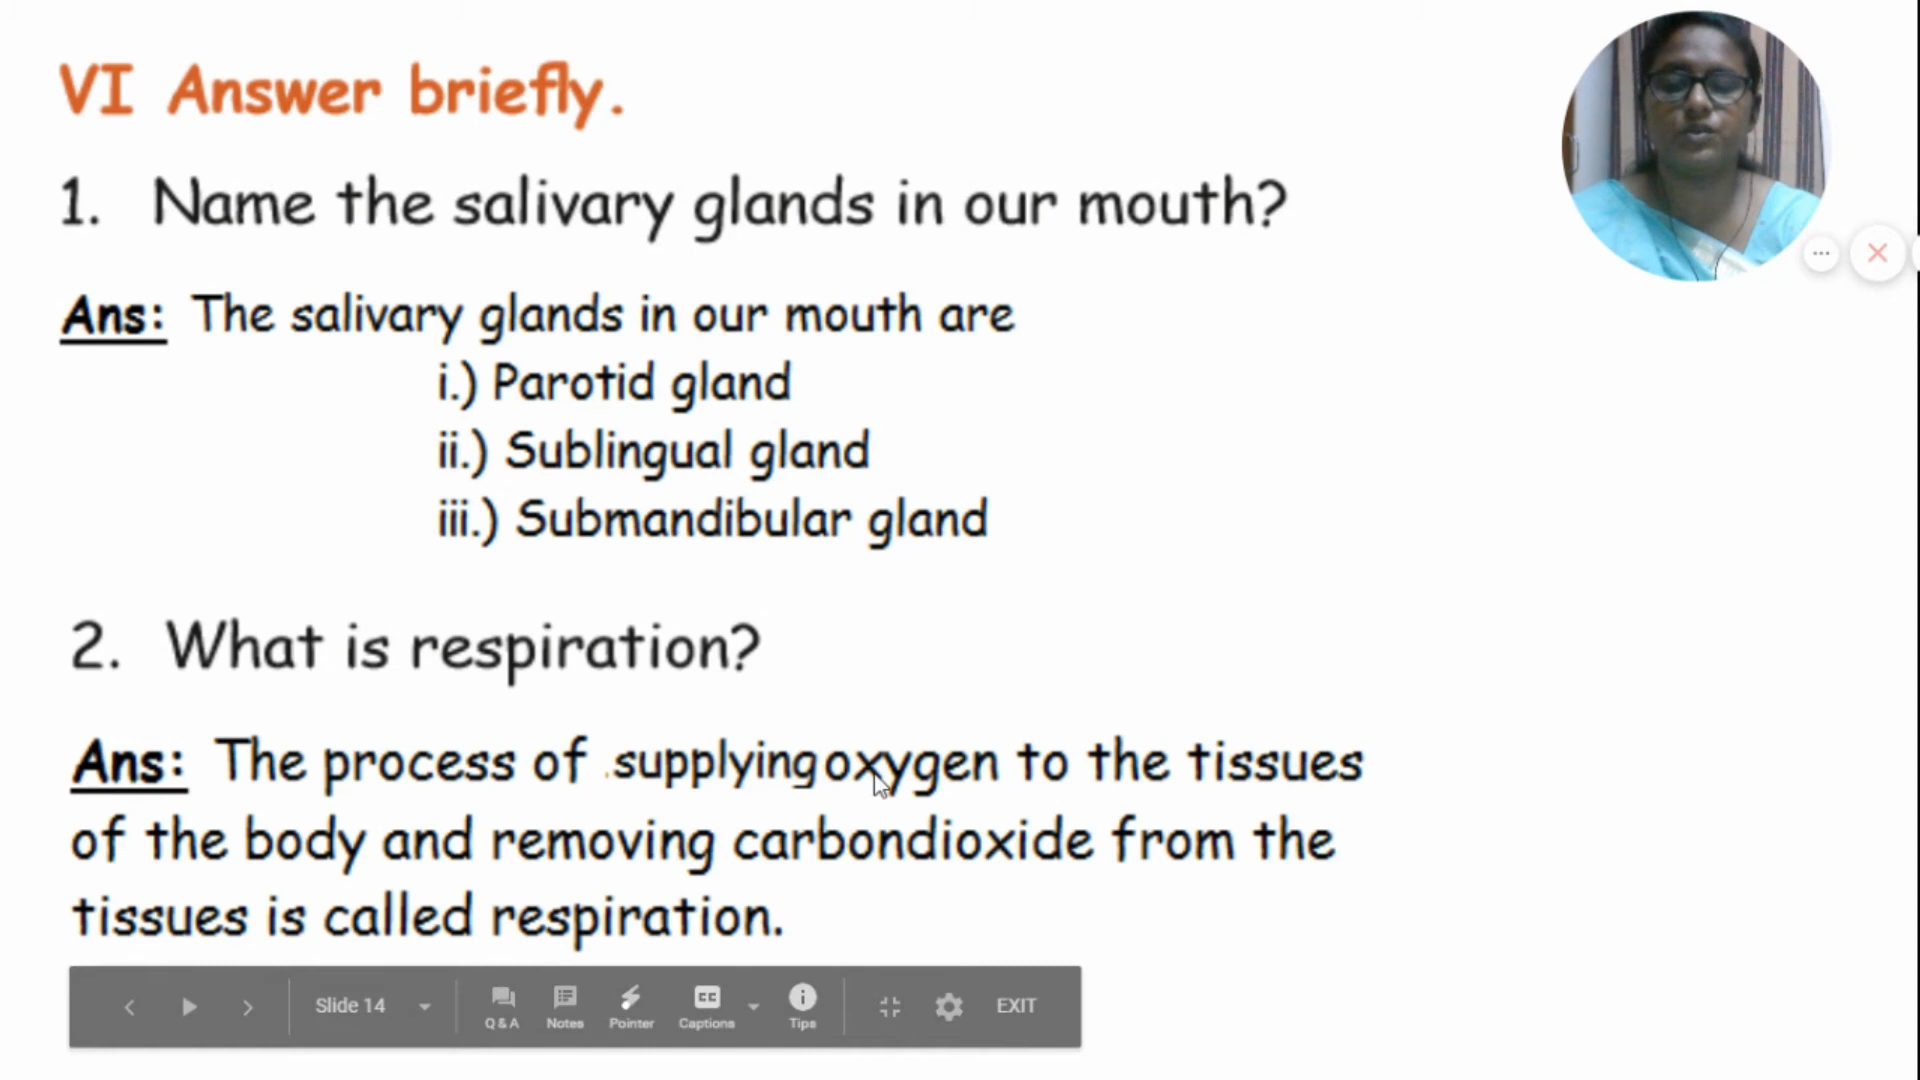 VI Answer briefly.
1. Name the salivary glands in our mouth?
Ans: The salivary glands in our mouth are
i.) Parotid gland
ii.) Sublingual gland
iii.) Submandibular gland
2. What is respiration?
Ans: The process of supplying oxygen to the tissues
of the body and removing carbondioxide from the
tissues is called respiration.
Slide 14 Q & A Notes Pointer Captions Tips EXIT